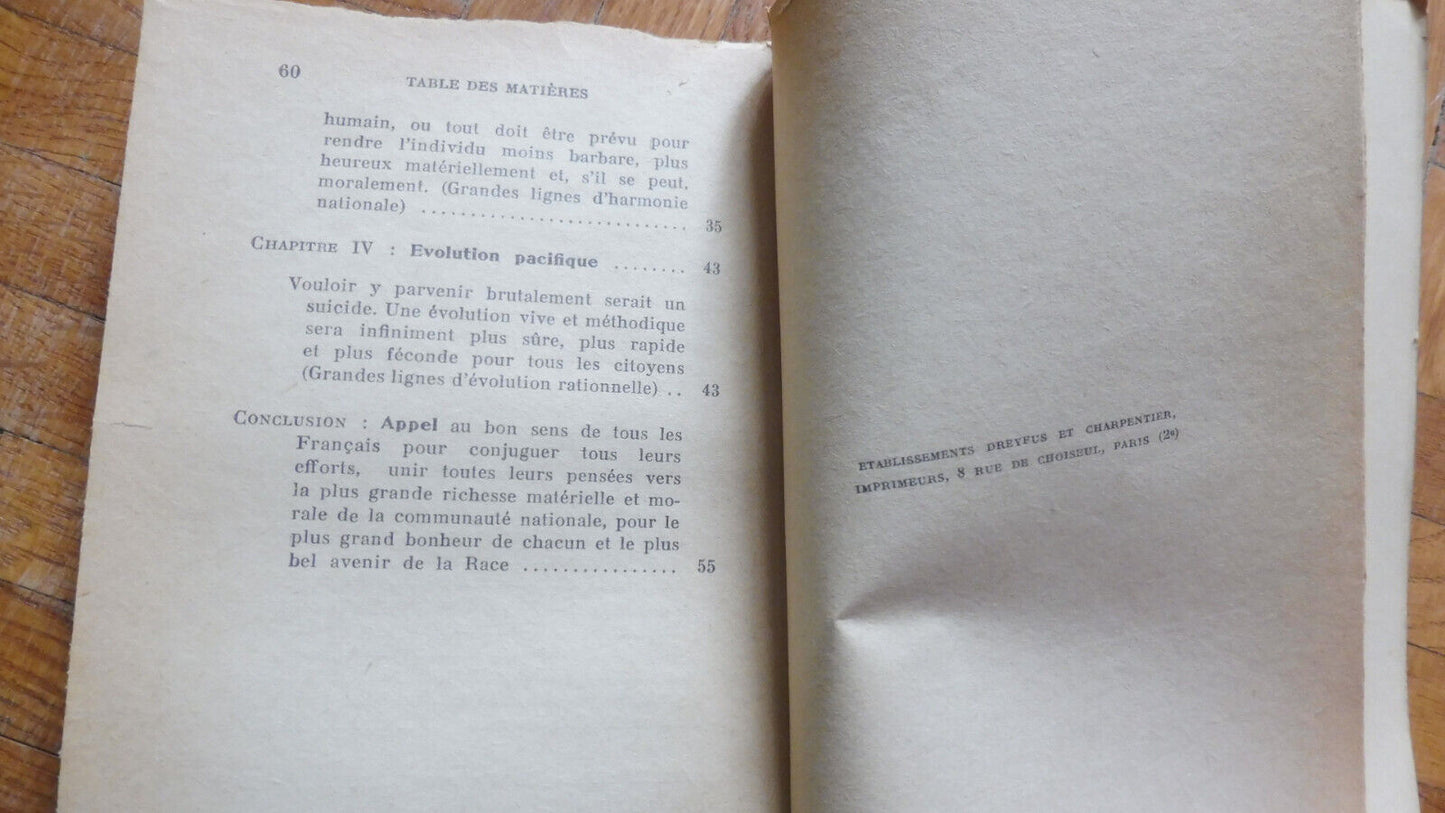 60
TABLE DES MATIÈRES
humain, ou tout doit être prévu pour
rendre l'individu moins barbare, plus
heureux matériellement et, s'il se peut,
moralement. (Grandes lignes d'harmonie
nationale) ........................... 35
CHAPITRE IV : Evolution pacifique ........ 43
Vouloir y parvenir brutalement serait un
suicide. Une évolution vive et méthodique
sera infiniment plus sûre, plus rapide
et plus féconde pour tous les citoyens
(Grandes lignes d'évolution rationnelle) .. 43
CONCLUSION : Appel au bon sens de tous les
Français pour conjuguer tous leurs
efforts, unir toutes leurs pensées vers
la plus grande richesse matérielle et mo-
rale de la communauté nationale, pour le
plus grand bonheur de chacun et le plus
bel avenir de la Race ................ 55
ETABLISSEMENTS DREYFUS ET CHARPENTIER,
IMPRIMEURS, 8 RUE DE CHOISEUL, PARIS (2e)